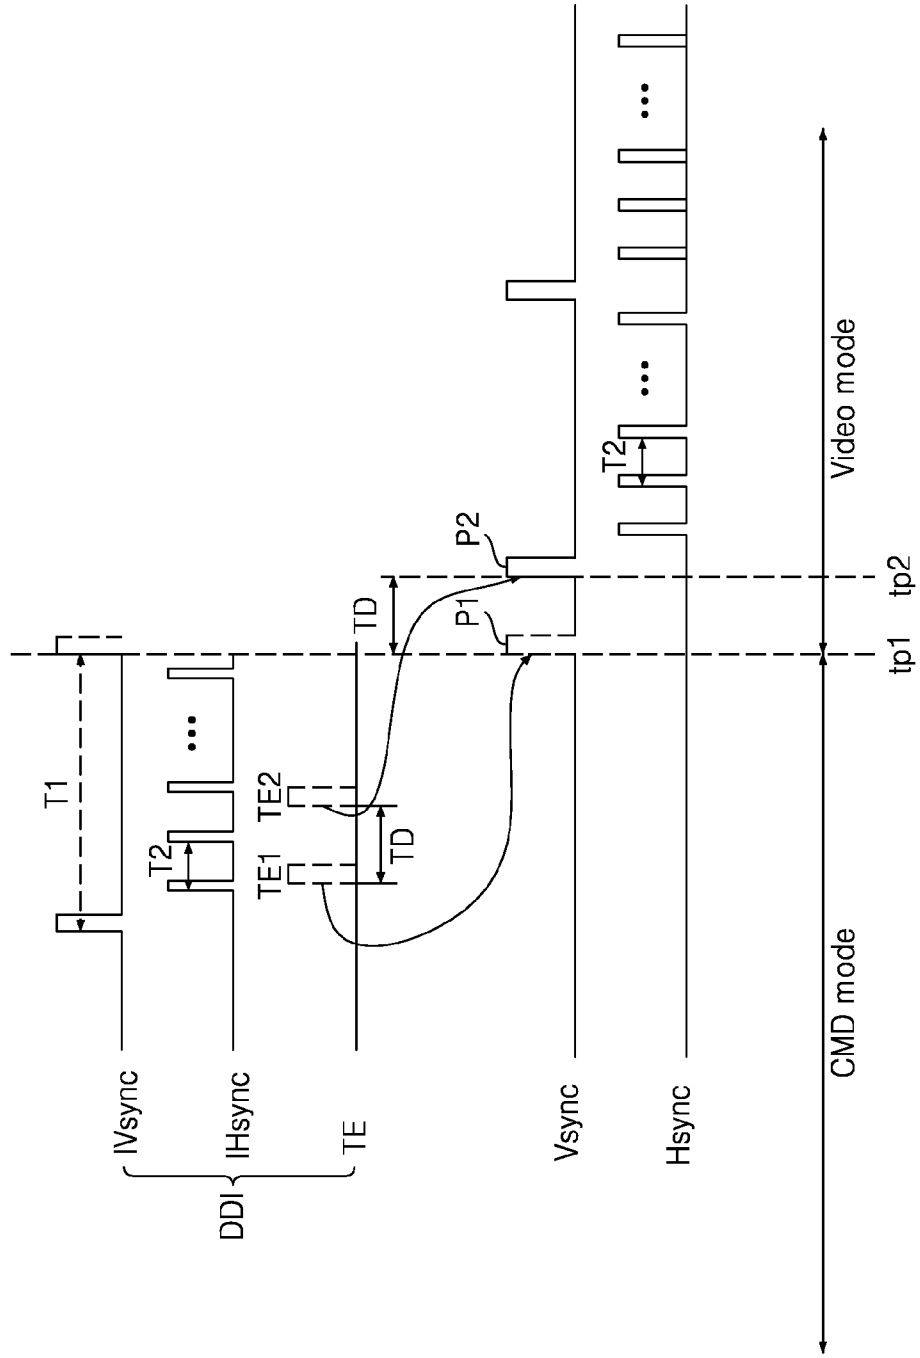 T1
IVsync
T2
•••
IHsync
TE1
TE2
TD
TE
DDI
TD
P1
P2
Vsync
T2
•••
•••
Hsync
CMD mode
Video mode
tp1
tp2